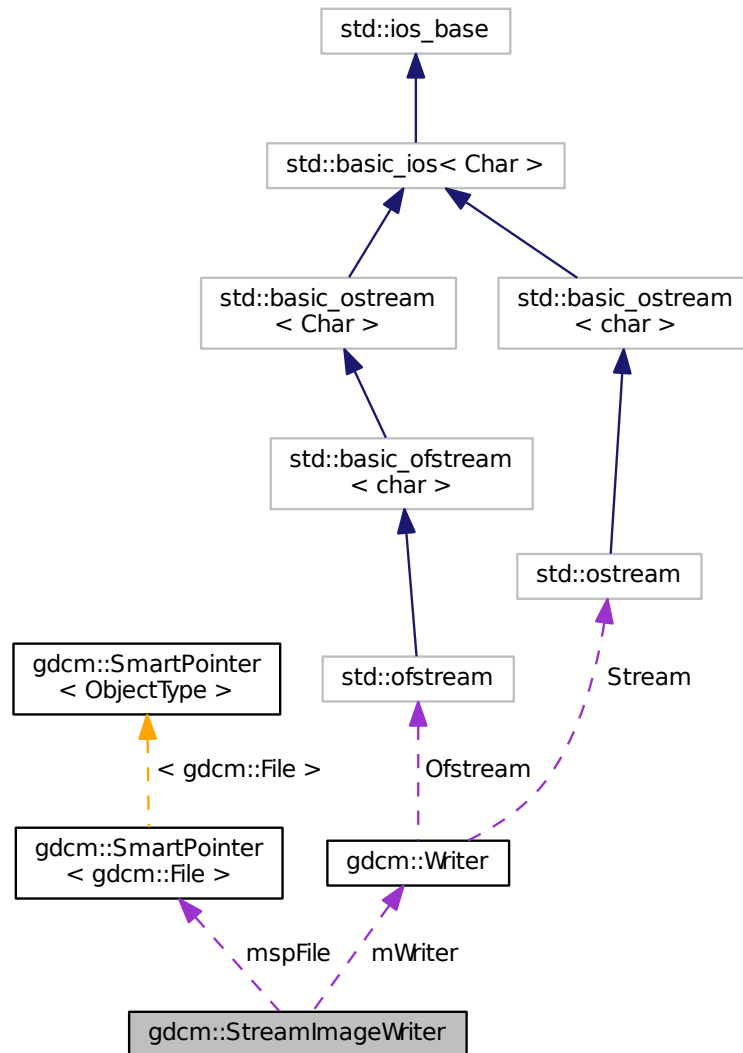 std::ios_base
std::basic_ios< Char >
std::basic_ostream
< Char >
std::basic_ostream
< char >
std::basic_ofstream
< char >
std::ostream
gdcm::SmartPointer
< ObjectType >
std::ofstream
Stream
< gdcm::File >
Ofstream
gdcm::SmartPointer
< gdcm::File >
gdcm::Writer
mspFile
mWriter
gdcm::StreamImageWriter